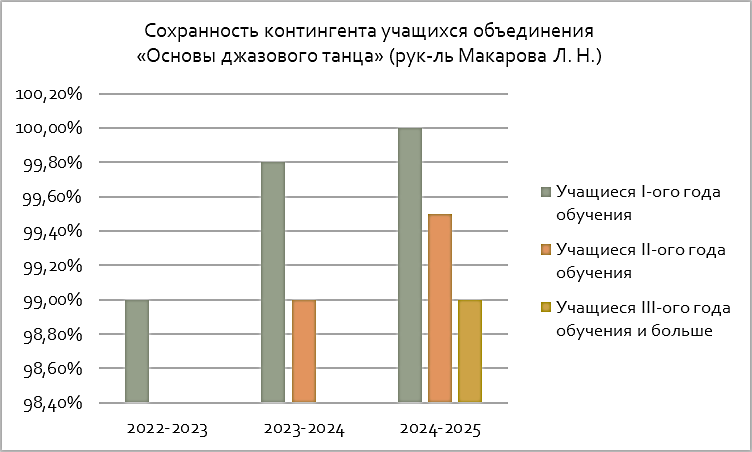 Сохранность контингента учащихся объединения
«Основы джазового танца» (рук-ль Макарова Л. Н.)
100,20%
100,00%
99,80%
99,60%
99,40%
99,20%
99,00%
98,80%
98,60%
98,40%
2022-2023
2023-2024
2024-2025
Учащиеся I-ого года
обучения
Учащиеся II-ого года
обучения
Учащиеся III-ого года
обучения и больше